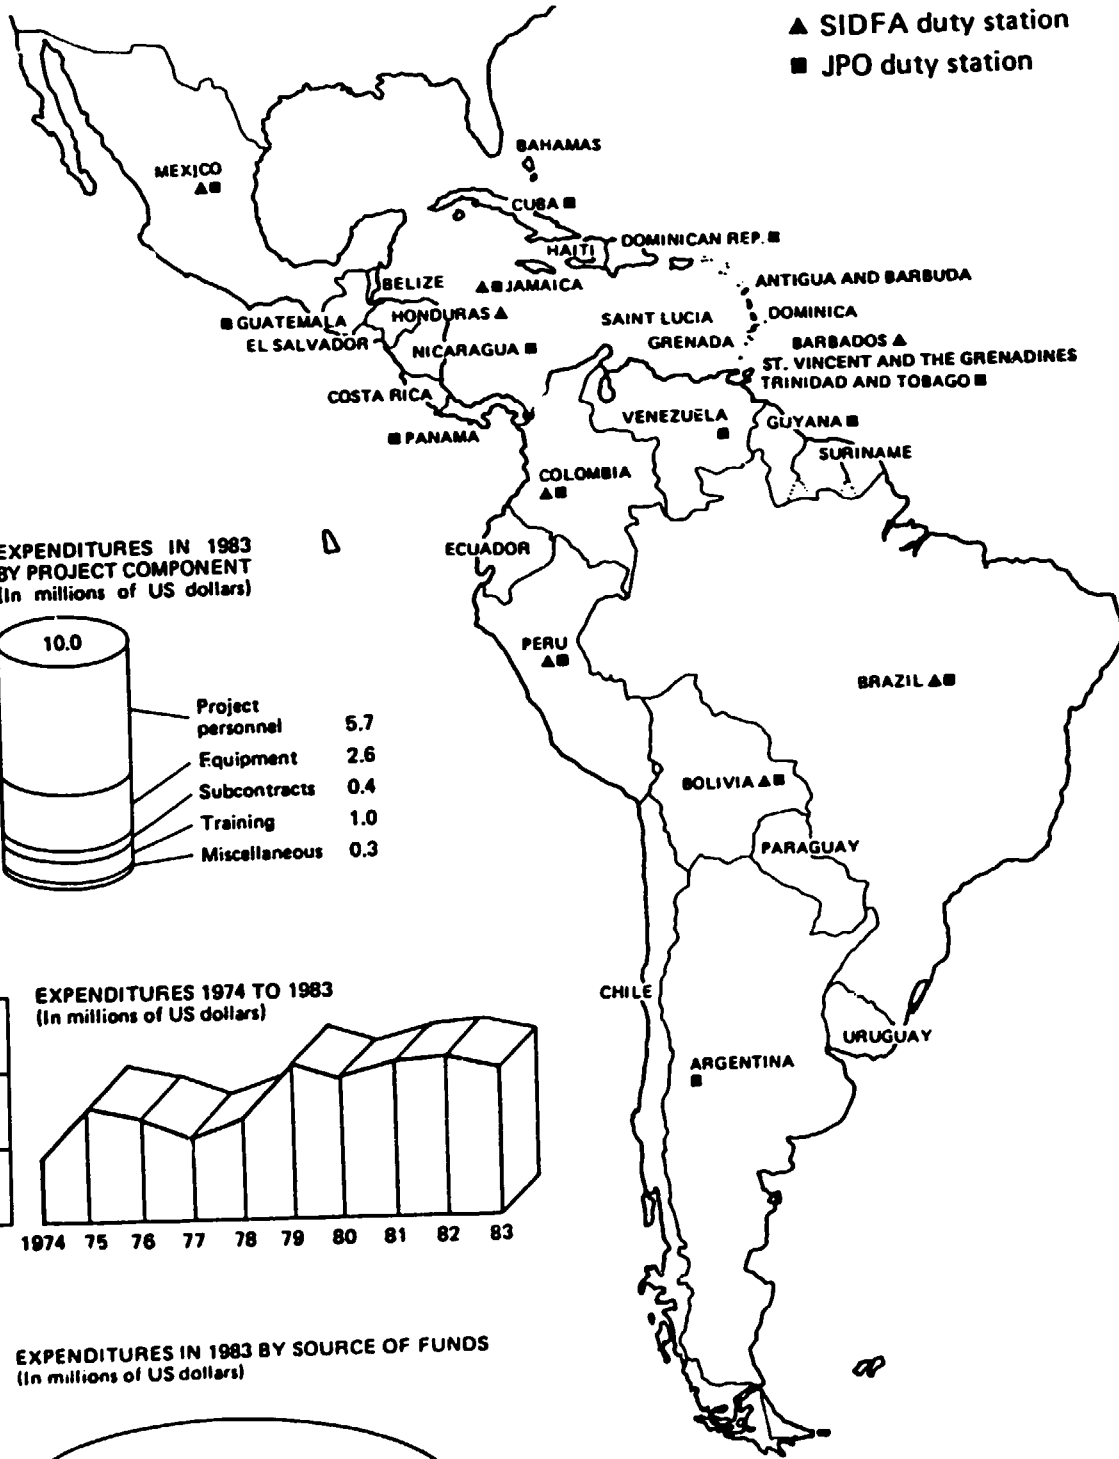 ▲ SIDFA duty station
■ JPO duty station
BAHAMAS
MEXICO
▲■
CUBA ■
HAITI
DOMINICAN REP. ■
BELIZE
▲■ JAMAICA
ANTIGUA AND BARBUDA
■ GUATEMALA
HONDURAS ▲
SAINT LUCIA
DOMINICA
EL SALVADOR
NICARAGUA ■
GRENADA
BARBADOS ▲
ST. VINCENT AND THE GRENADINES
TRINIDAD AND TOBAGO ■
COSTA RICA
VENEZUELA
■
GUYANA ■
■ PANAMA
SURINAME
COLOMBIA
▲■
ECUADOR
PERU
▲■
BRAZIL ▲■
BOLIVIA ▲■
PARAGUAY
CHILE
URUGUAY
ARGENTINA
■
EXPENDITURES IN 1983
BY PROJECT COMPONENT
(In millions of US dollars)
10.0
Project
personnel 5.7
Equipment 2.6
Subcontracts 0.4
Training 1.0
Miscellaneous 0.3
EXPENDITURES 1974 TO 1983
(In millions of US dollars)
1974 75 76 77 78 79 80 81 82 83
EXPENDITURES IN 1983 BY SOURCE OF FUNDS
(In millions of US dollars)